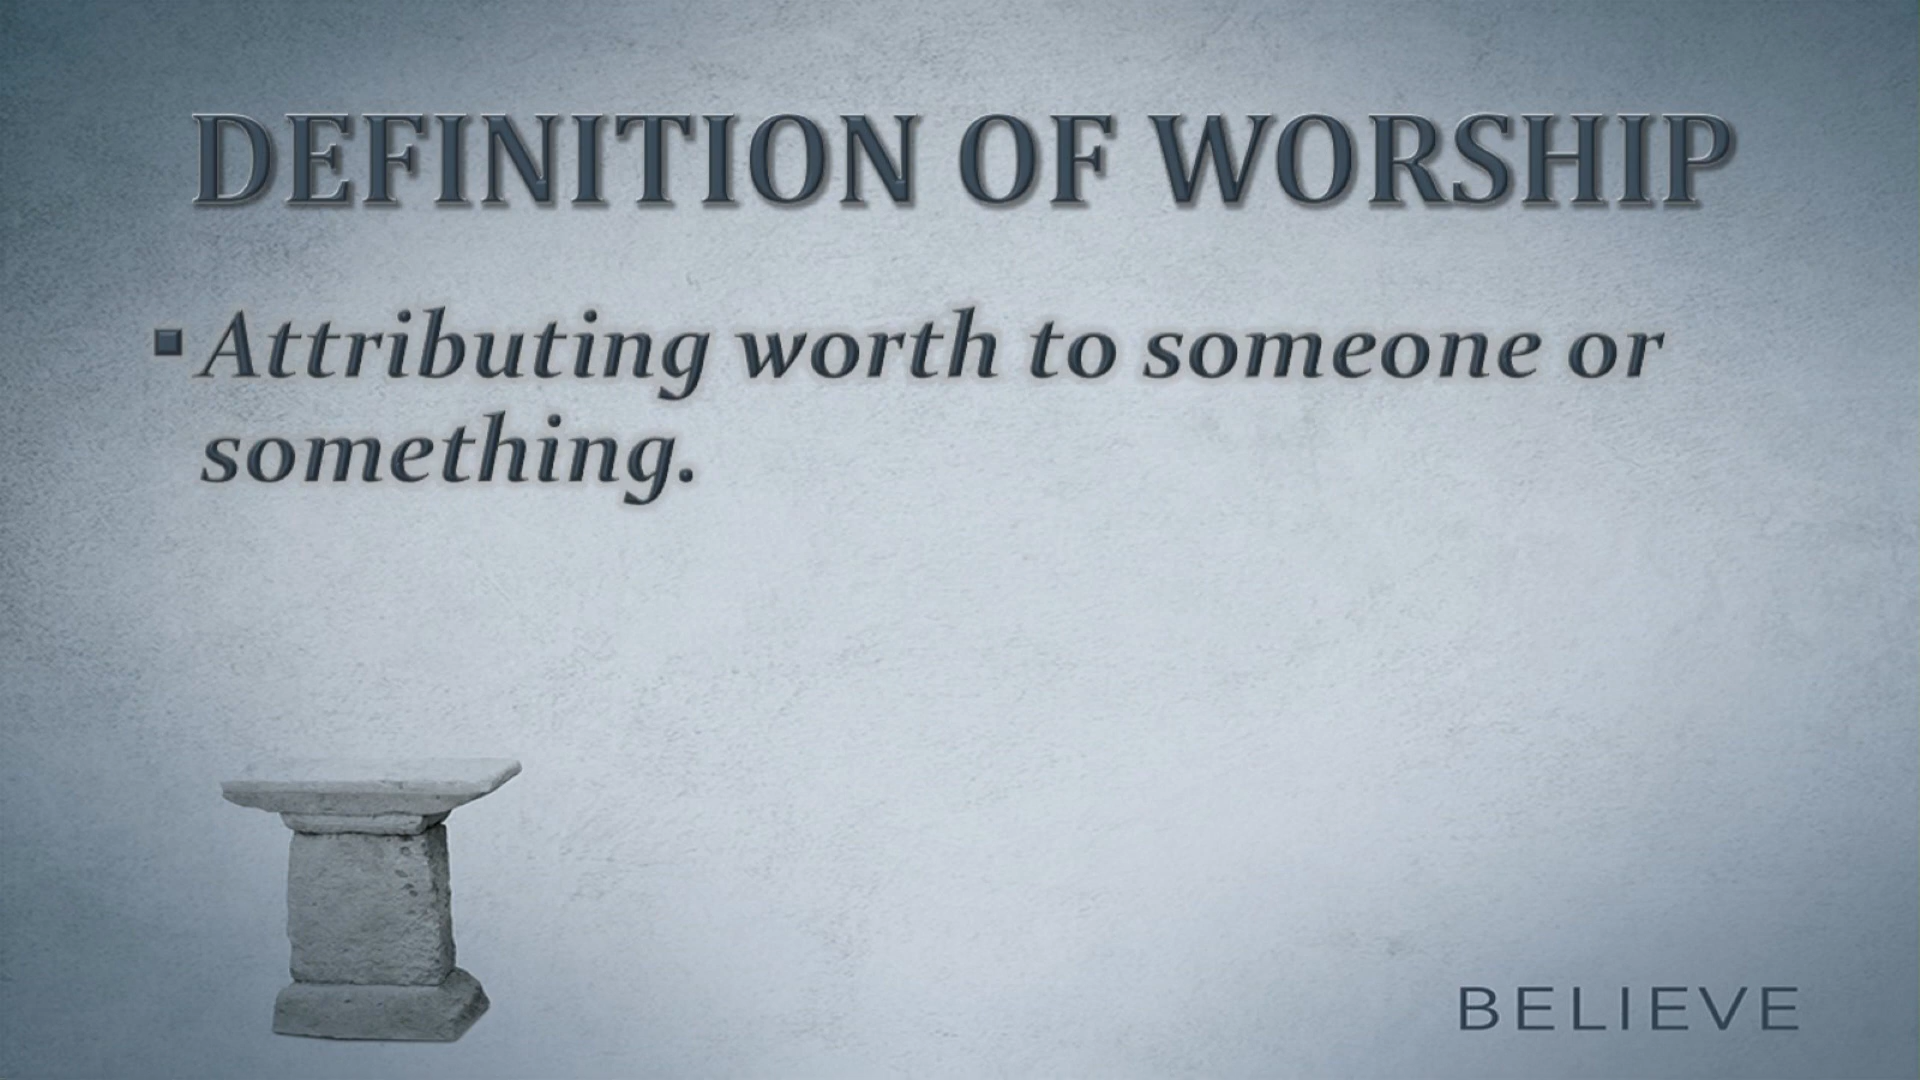 DEFINITION OF WORSHIP
▪ Attributing worth to someone or
something.
BELIEVE